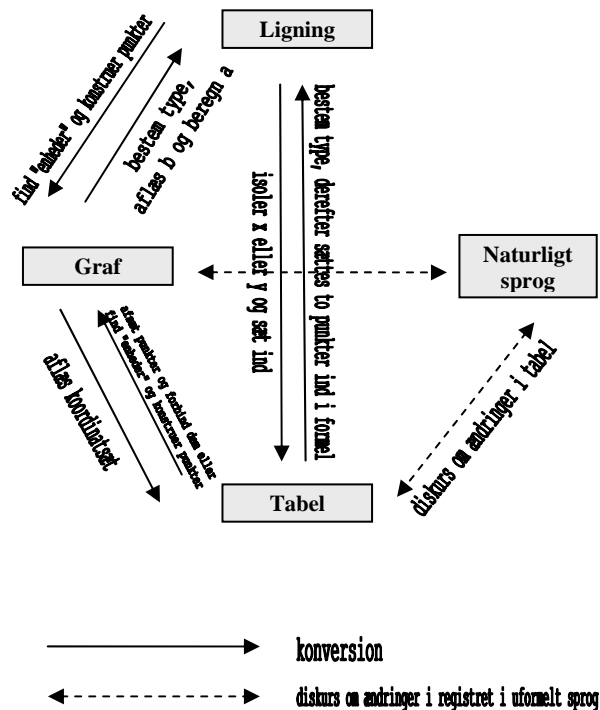 Ligning
find "enheder" og konstruer punkter
bestem type,
aflæs b og beregn a
isoler x eller y og sæt ind
bestem type, derefter sættes to punkter ind i formel
Graf
Naturligt
sprog
aflæs koordinatsæt
afsæt punkter og forbind dem eller
find "enheder" og konstruer punkter
diskurs om ændringer i tabel
Tabel
konversion
diskurs om ændringer i registret i uformelt sprog